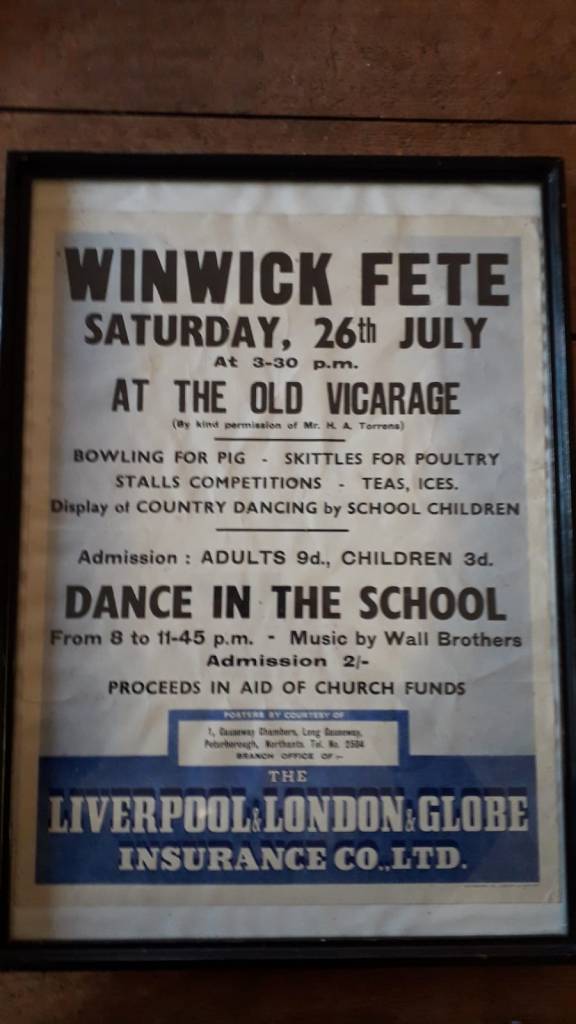 WINWICK FETE
SATURDAY, 26th JULY
At 3-30 p.m.
AT THE OLD VICARAGE
(By kind permission of Mr. H. A. Torrens)
BOWLING FOR PIG - SKITTLES FOR POULTRY
STALLS COMPETITIONS - TEAS, ICES.
Display of COUNTRY DANCING by SCHOOL CHILDREN
Admission : ADULTS 9d., CHILDREN 3d.
DANCE IN THE SCHOOL
From 8 to 11-45 p.m. - Music by Wall Brothers
Admission 2/-
PROCEEDS IN AID OF CHURCH FUNDS
POSTERS BY COURTESY OF
1, Causeway Chambers, Long Causeway,
Peterborough, Northants Tel. No. 2504
BRANCH OFFICE OF :-
THE
LIVERPOOL & LONDON & GLOBE
INSURANCE CO., LTD.